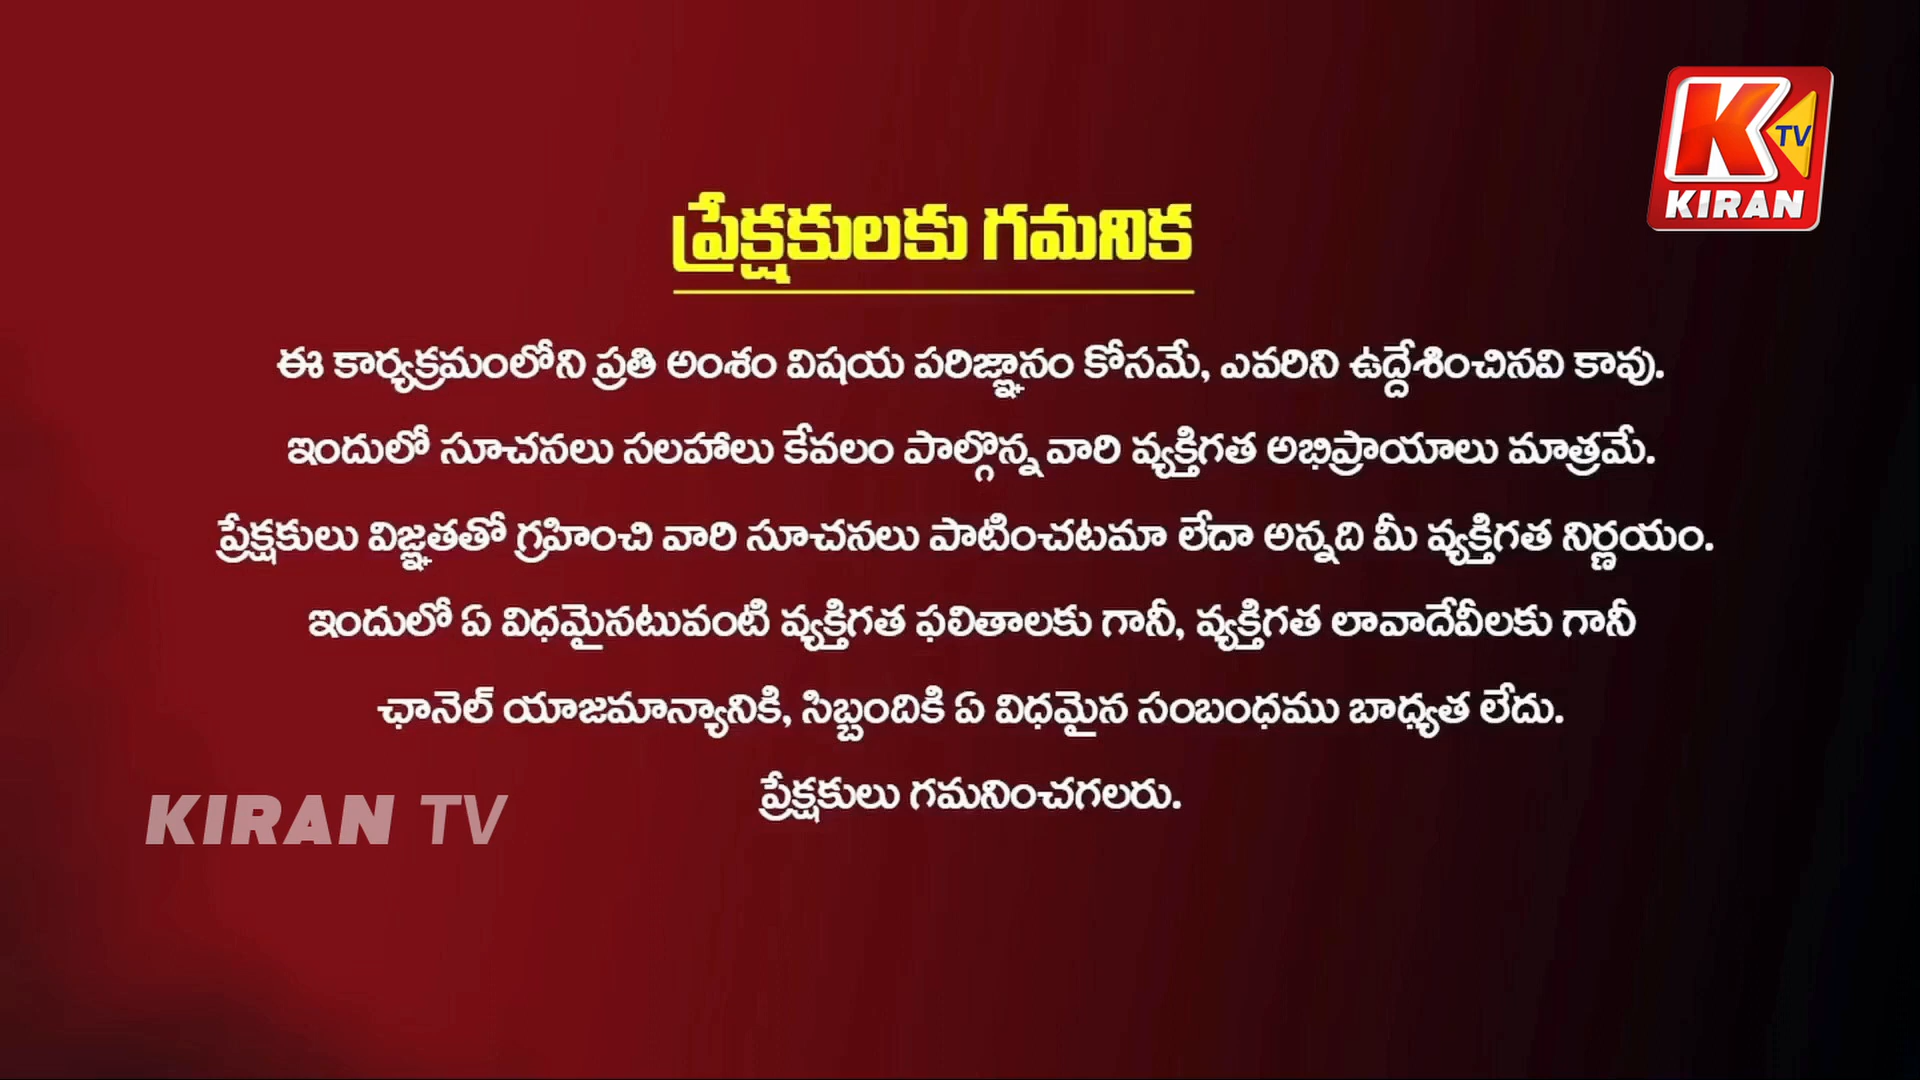 K TV
KIRAN
ప్రేక్షకులకు గమనిక
ఈ కార్యక్రమంలోని ప్రతి అంశం విషయ పరిజ్ఞానం కోసమే, ఎవరిని ఉద్దేశించినవి కావు.
ఇందులో సూచనలు సలహాలు కేవలం పాల్గొన్న వారి వ్యక్తిగత అభిప్రాయాలు మాత్రమే.
ప్రేక్షకులు విజ్ఞతతో గ్రహించి వారి సూచనలు పాటించటమా లేదా అన్నది మీ వ్యక్తిగత నిర్ణయం.
ఇందులో ఏ విధమైనటువంటి వ్యక్తిగత ఫలితాలకు గానీ, వ్యక్తిగత లావాదేవీలకు గానీ
ఛానెల్ యాజమాన్యానికి, సిబ్బందికి ఏ విధమైన సంబంధము బాధ్యత లేదు.
ప్రేక్షకులు గమనించగలరు.
KIRAN TV